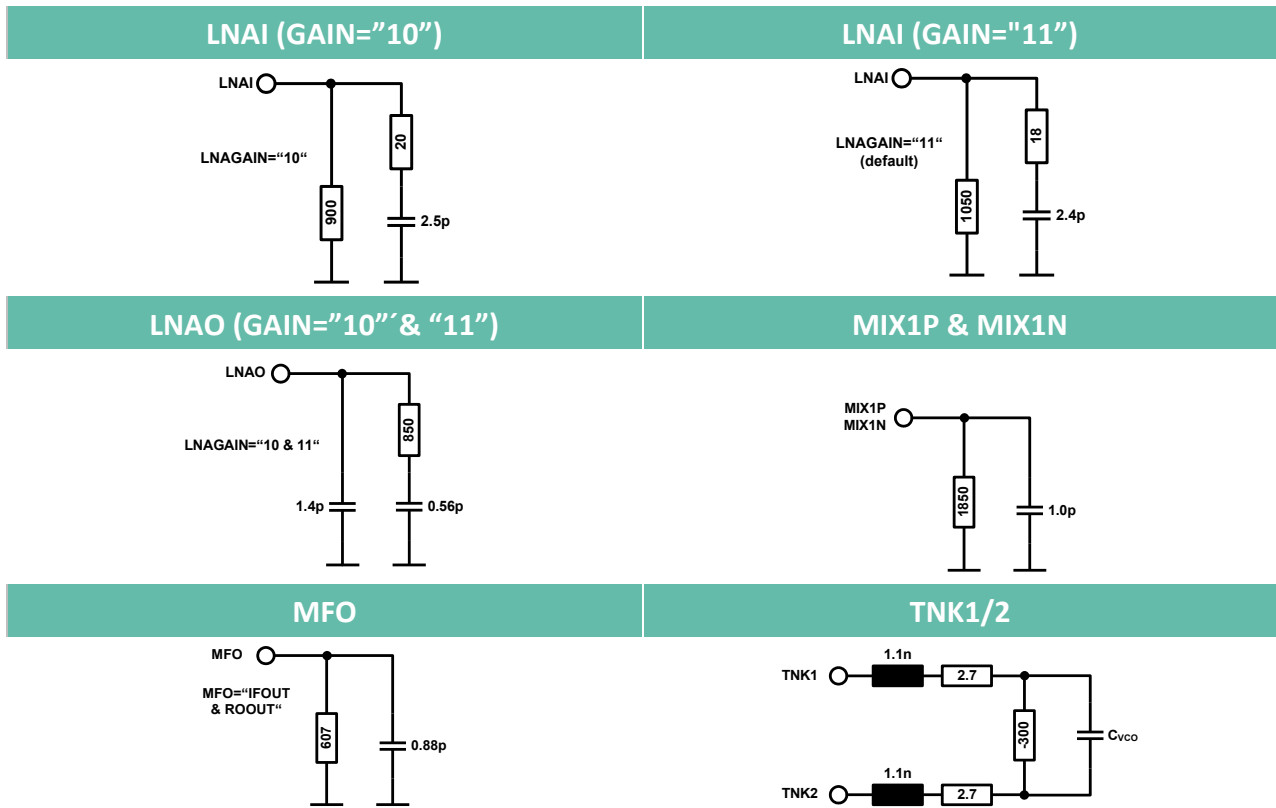 LNAI (GAIN=”10”)
LNAI (GAIN="11”)
LNAI
LNAGAIN=“10“
20
900
2.5p
LNAI
LNAGAIN=“11“
(default)
18
1050
2.4p
LNAO (GAIN=”10”´& “11”)
MIX1P & MIX1N
LNAO
LNAGAIN=“10 & 11“
850
1.4p
0.56p
MIX1P
MIX1N
1850
1.0p
MFO
TNK1/2
MFO
MFO=“IFOUT
& ROOUT“
607
0.88p
1.1n
TNK1
2.7
-300
CVCO
1.1n
TNK2
2.7